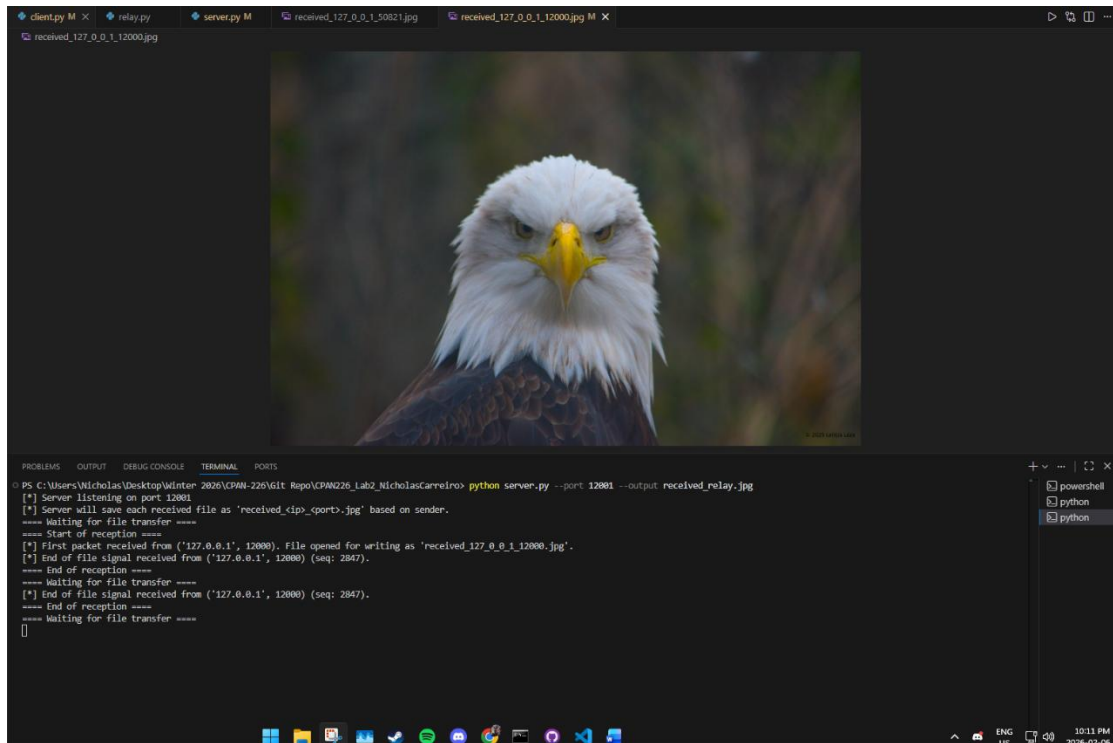 client.py M relay.py server.py M received_127_0_0_1_50821.jpg received_127_0_0_1_12000.jpg M
received_127_0_0_1_12000.jpg
PROBLEMS OUTPUT DEBUG CONSOLE TERMINAL PORTS
PS C:\Users\Nicholas\Desktop\Winter 2026\CPAN-226\Git Repo\CPAN226_Lab2_NicholasCarreiro> python server.py --port 12001 --output received_relay.jpg
[*] Server listening on port 12001
[*] Server will save each received file as 'received_<ip>_<port>.jpg' based on sender.
==== Waiting for file transfer ====
==== Start of reception ====
[*] First packet received from ('127.0.0.1', 12000). File opened for writing as 'received_127_0_0_1_12000.jpg'.
[*] End of file signal received from ('127.0.0.1', 12000) (seq: 2847).
==== End of reception ====
==== Waiting for file transfer ====
[*] End of file signal received from ('127.0.0.1', 12000) (seq: 2847).
==== End of reception ====
==== Waiting for file transfer ====
powershell
python
python
ENG
US
10:11 PM